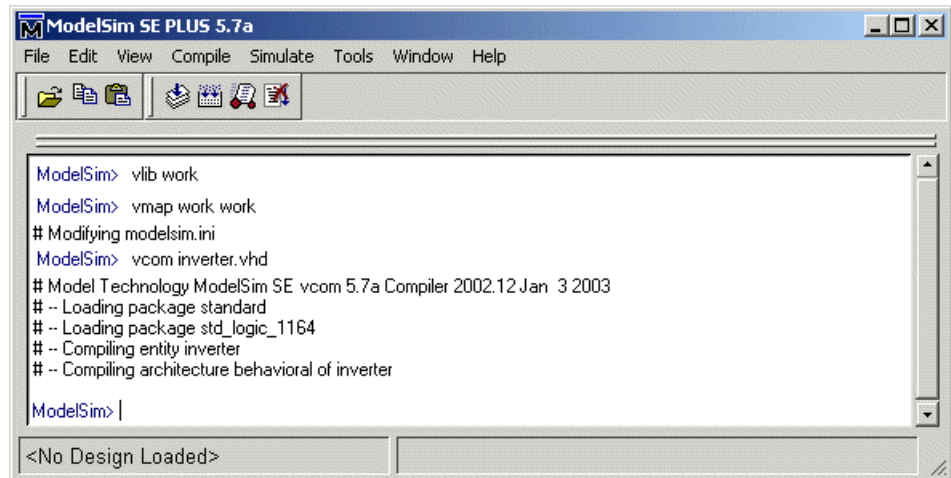 ModelSim SE PLUS 5.7a
File Edit View Compile Simulate Tools Window Help
ModelSim> vlib work
ModelSim> vmap work work
# Modifying modelsim.ini
ModelSim> vcom inverter.vhd
# Model Technology ModelSim SE vcom 5.7a Compiler 2002.12 Jan  3 2003
# -- Loading package standard
# -- Loading package std_logic_1164
# -- Compiling entity inverter
# -- Compiling architecture behavioral of inverter
ModelSim>
<No Design Loaded>